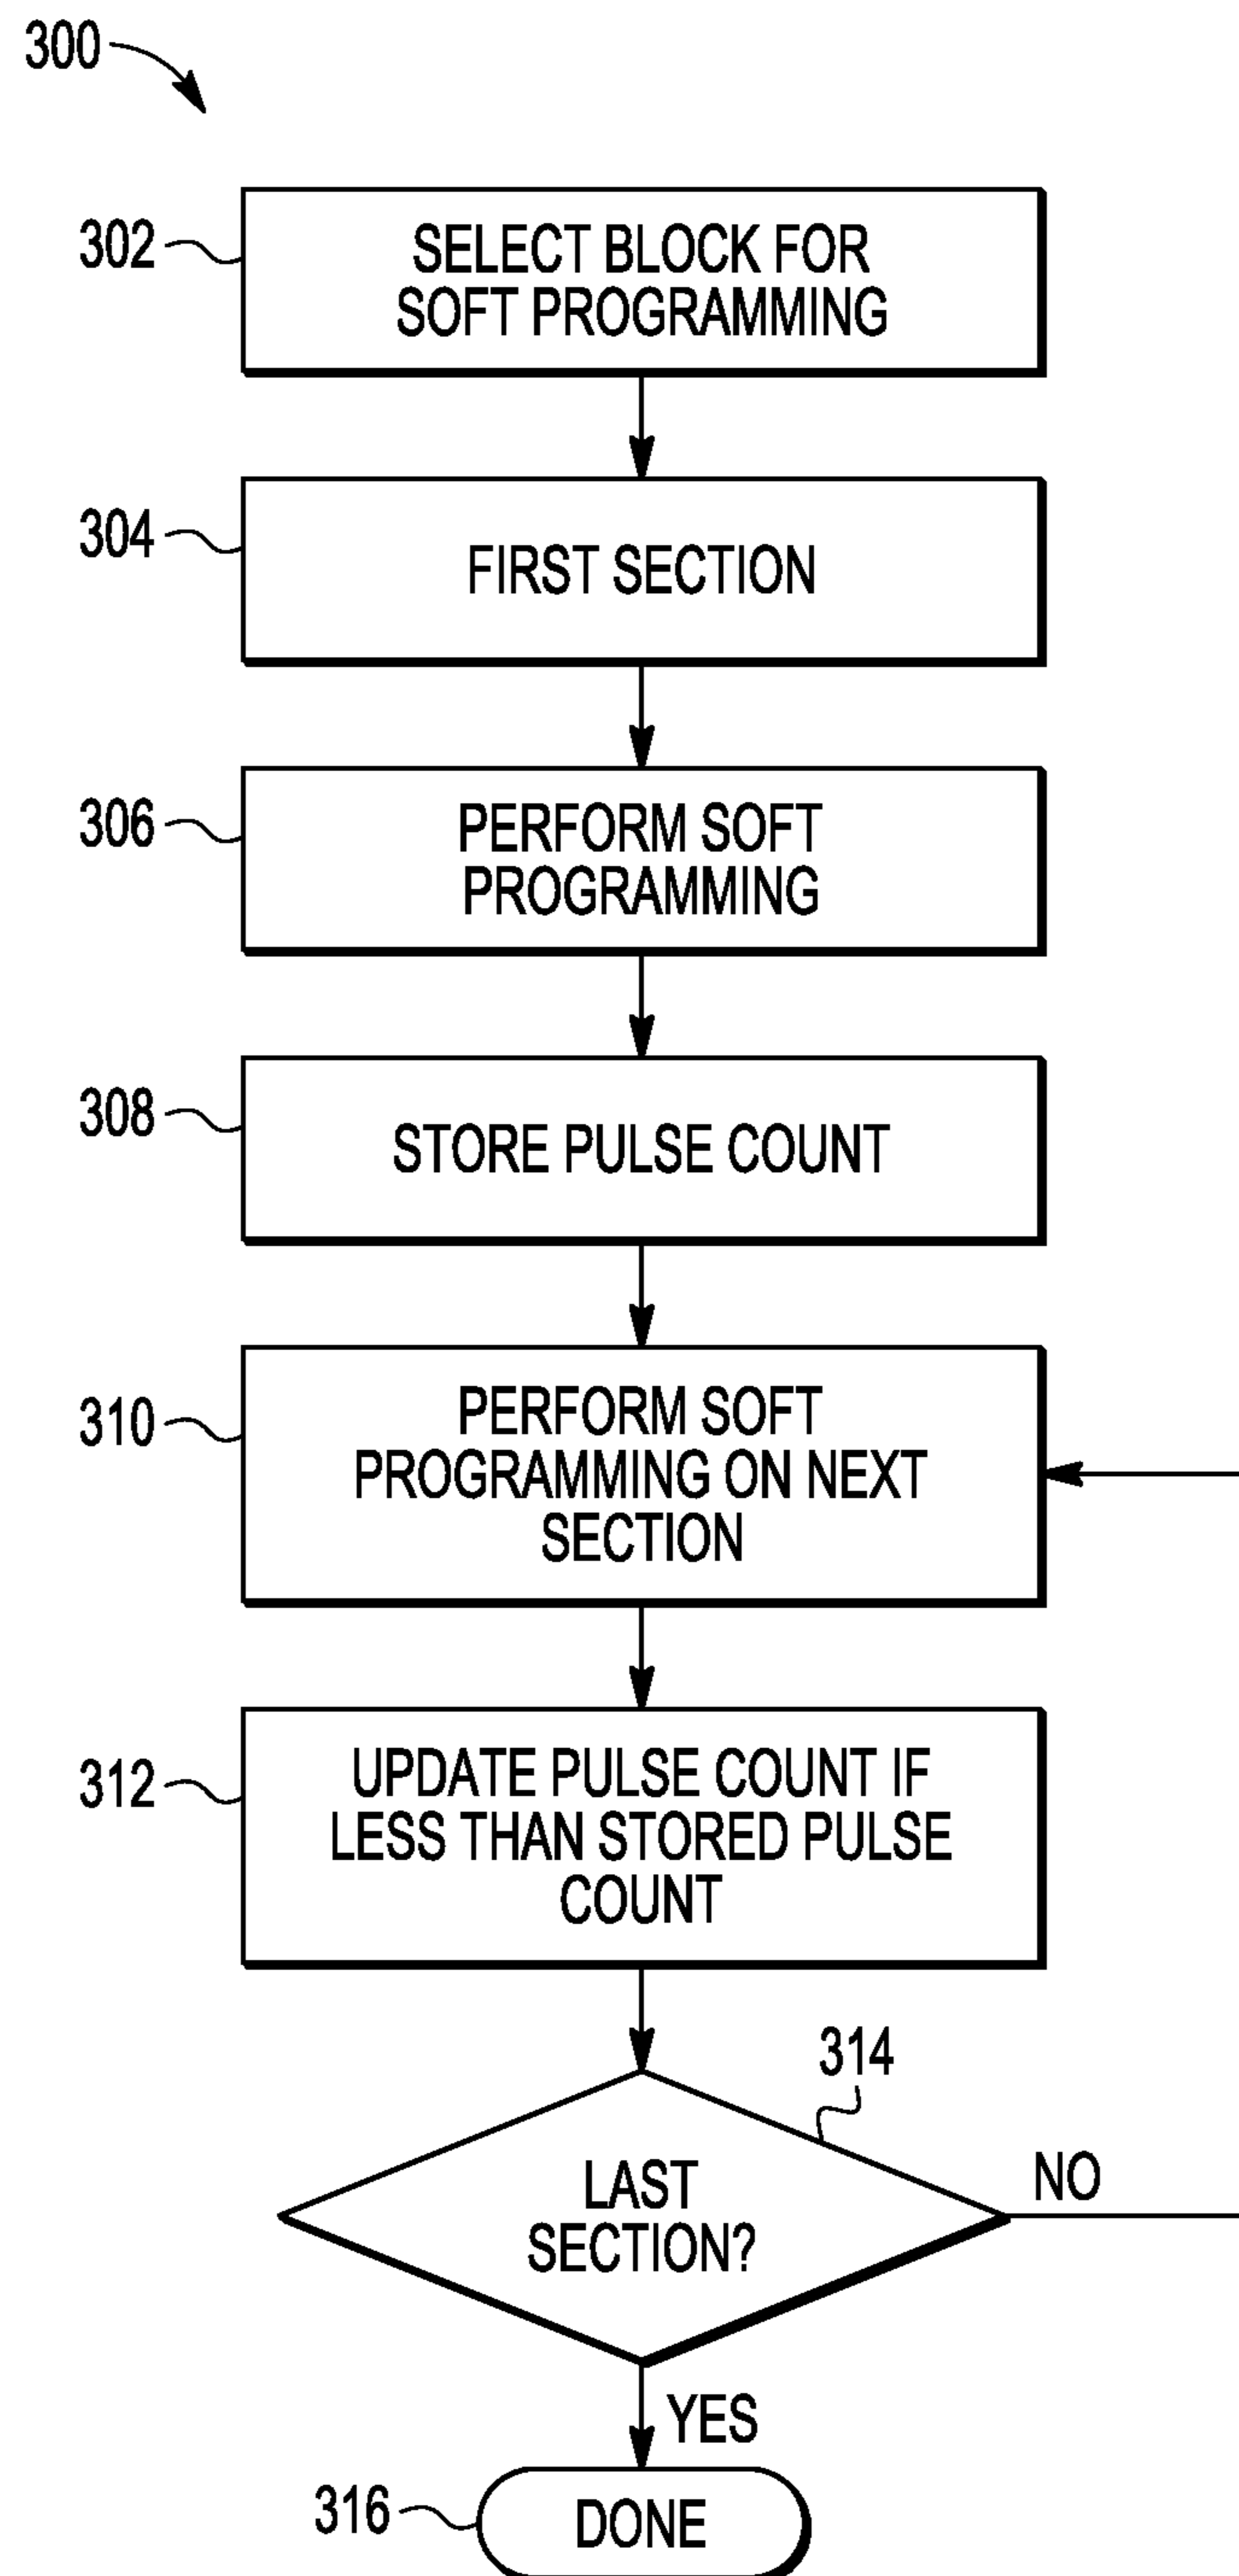 300
302
SELECT BLOCK FOR
SOFT PROGRAMMING
304
FIRST SECTION
306
PERFORM SOFT
PROGRAMMING
308
STORE PULSE COUNT
310
PERFORM SOFT
PROGRAMMING ON NEXT
SECTION
312
UPDATE PULSE COUNT IF
LESS THAN STORED PULSE
COUNT
314
LAST
SECTION?
NO
YES
316
DONE